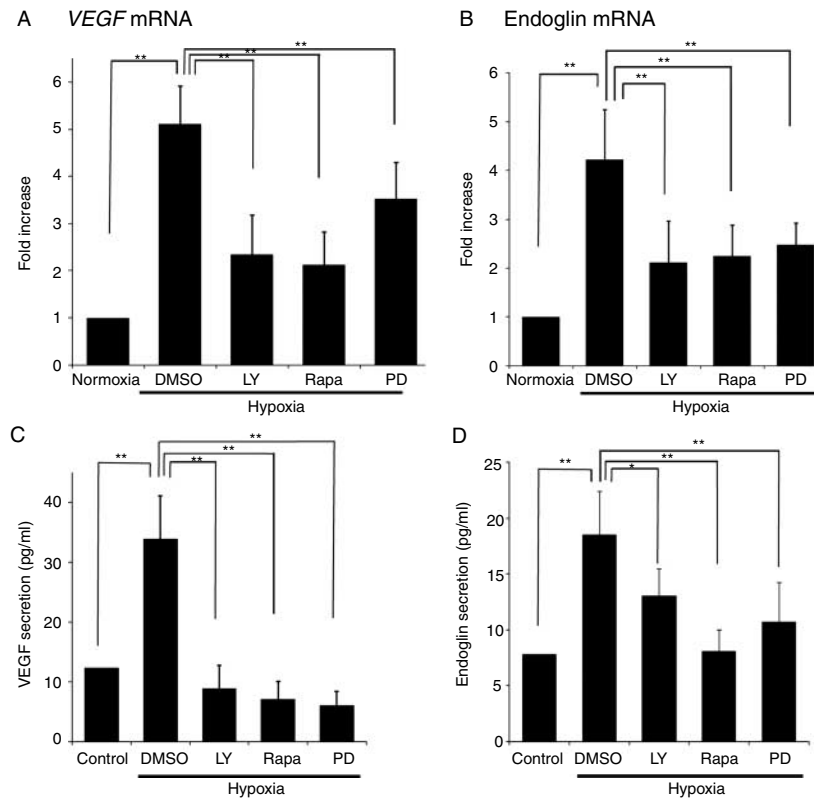 A VEGF mRNA
**
**
**
**
Fold increase
6
5
4
3
2
1
0
Normoxia DMSO LY Rapa PD
Hypoxia
B Endoglin mRNA
**
**
**
**
Fold increase
6
5
4
3
2
1
0
Normoxia DMSO LY Rapa PD
Hypoxia
C
**
**
**
**
VEGF secretion (pg/ml)
40
30
20
10
0
Control DMSO LY Rapa PD
Hypoxia
D
**
**
**
*
Endoglin secretion (pg/ml)
25
20
15
10
5
0
Control DMSO LY Rapa PD
Hypoxia